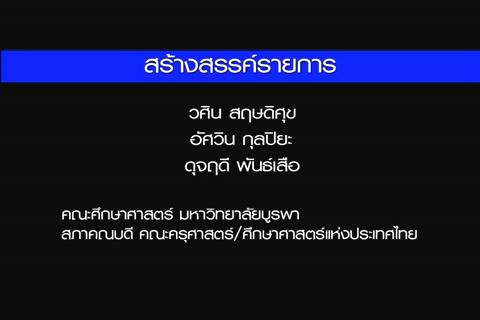 สร้างสรรค์รายการ
วศิน สฤษดิศุข
อัศวิน กุลปิยะ
ดุจฤดี พันธ์เสือ
คณะศึกษาศาสตร์ มหาวิทยาลัยบูรพา
สภาคณบดี คณะครุศาสตร์/ศึกษาศาสตร์แห่งประเทศไทย